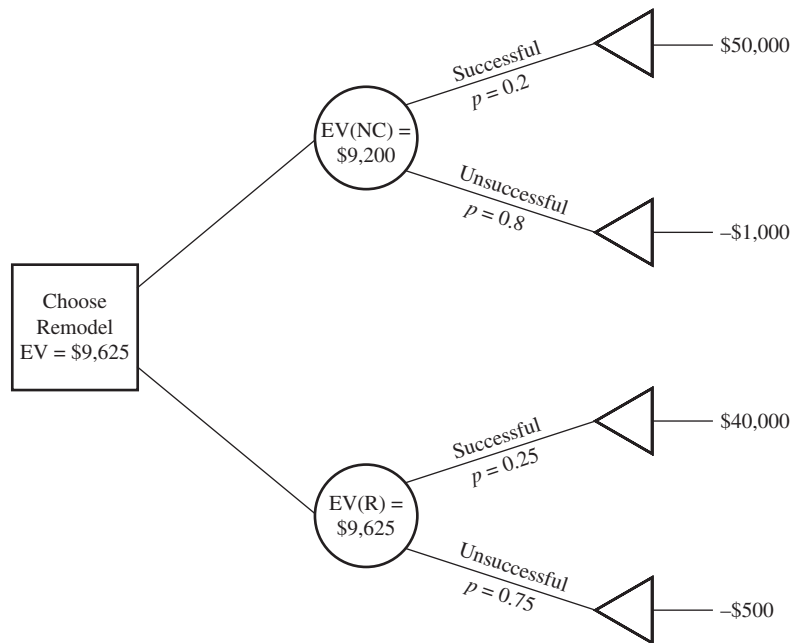 Successful
p = 0.2
$50,000
EV(NC) =
$9,200
Unsuccessful
p = 0.8
–$1,000
Choose
Remodel
EV = $9,625
Successful
p = 0.25
$40,000
EV(R) =
$9,625
Unsuccessful
p = 0.75
–$500